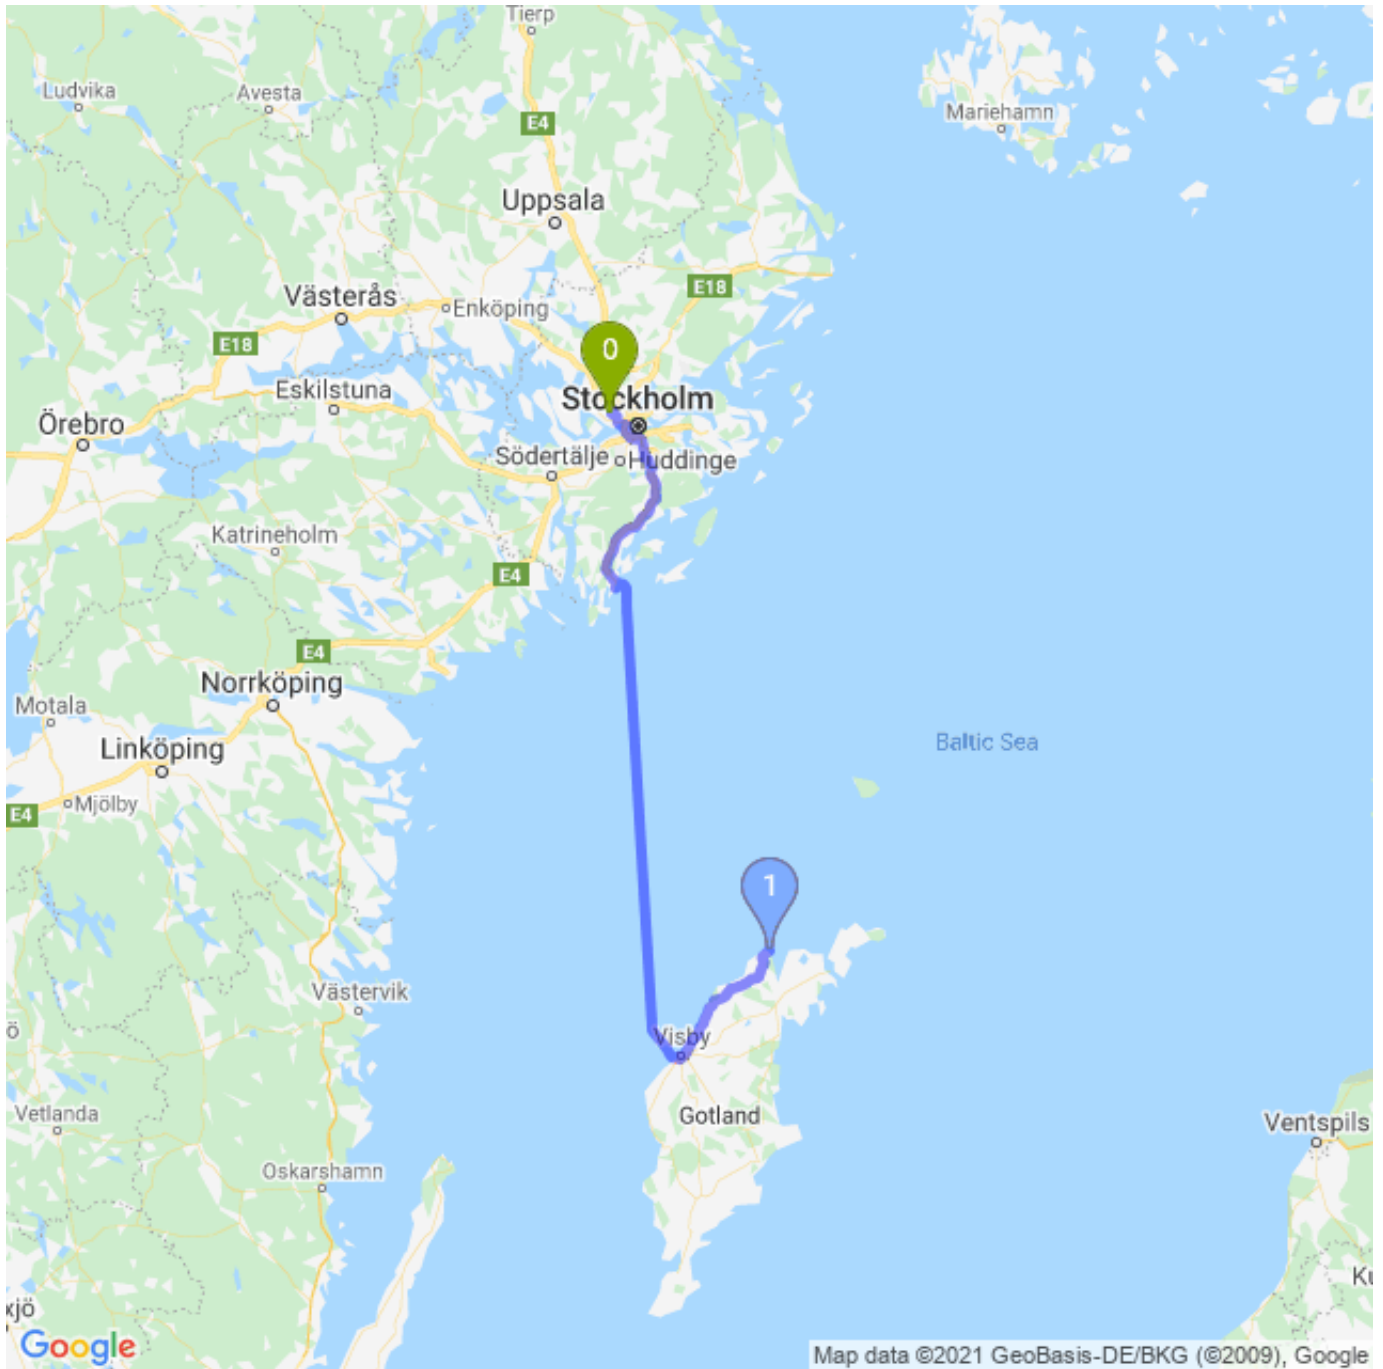 Tierp
Ludvika
Avesta
Mariehamn
E4
Uppsala
E18
Västerås
Enköping
E18
0
Eskilstuna
Stockholm
Örebro
Södertälje
Huddinge
Katrineholm
E4
E4
Norrköping
Motala
Linköping
Baltic Sea
Mjölby
E4
1
Västervik
ö
Visby
Vetlanda
Gotland
Ventspils
Oskarshamn
Ku
xjö
Google
Map data ©2021 GeoBasis-DE/BKG (©2009), Google